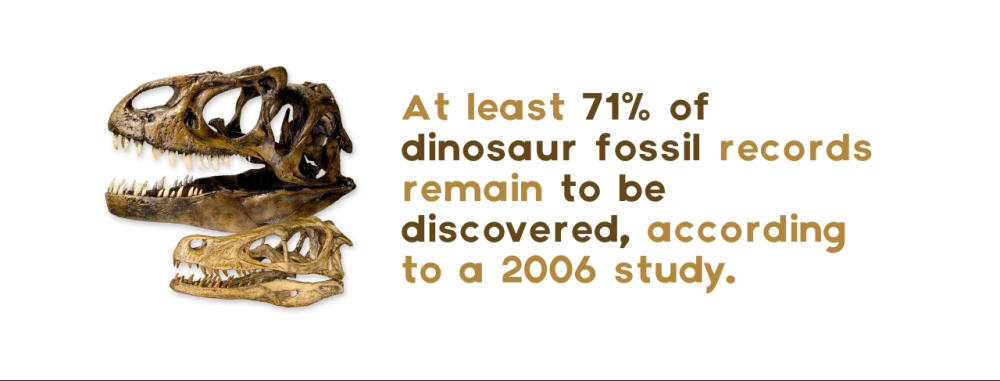 At least 71% of
dinosaur fossil records
remain to be
discovered, according
to a 2006 study.